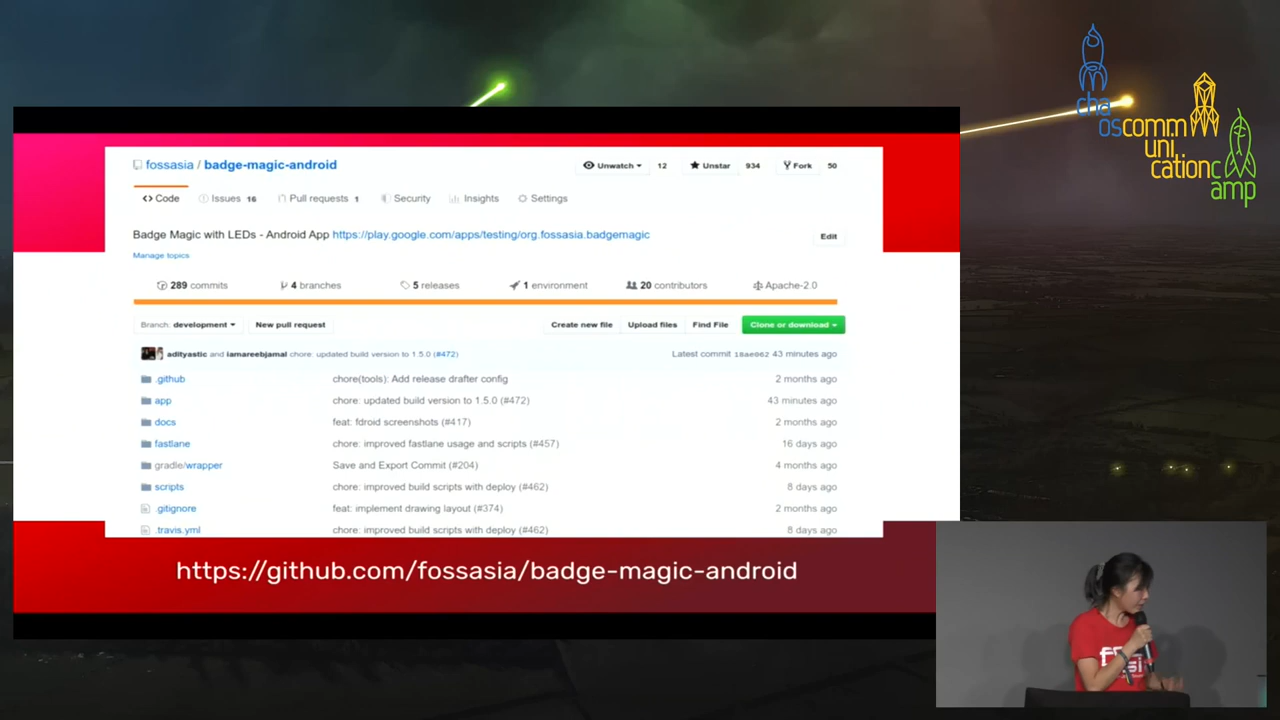 fossasia / badge-magic-android
Unwatch 12 Unstar 934 Fork 50
Code Issues 16 Pull requests 1 Security Insights Settings
Badge Magic with LEDs - Android App https://play.google.com/apps/testing/org.fossasia.badgemagic Edit
Manage topics
289 commits 4 branches 5 releases 1 environment 20 contributors Apache-2.0
Branch: development New pull request Create new file Upload files Find File Clone or download
adityastic and iamareebjamal chore: updated build version to 1.5.0 (#472) Latest commit 43 minutes ago
.github chore(tools): Add release drafter config 2 months ago
app chore: updated build version to 1.5.0 (#472) 43 minutes ago
docs feat: fdroid screenshots (#417) 2 months ago
fastlane chore: improved fastlane usage and scripts (#457) 16 days ago
gradle/wrapper Save and Export Commit (#204) 4 months ago
scripts chore: improved build scripts with deploy (#462) 8 days ago
.gitignore feat: implement drawing layout (#374) 2 months ago
.travis.yml chore: improved build scripts with deploy (#462) 8 days ago
https://github.com/fossasia/badge-magic-android
cha
oscomm
uni
cationc
amp